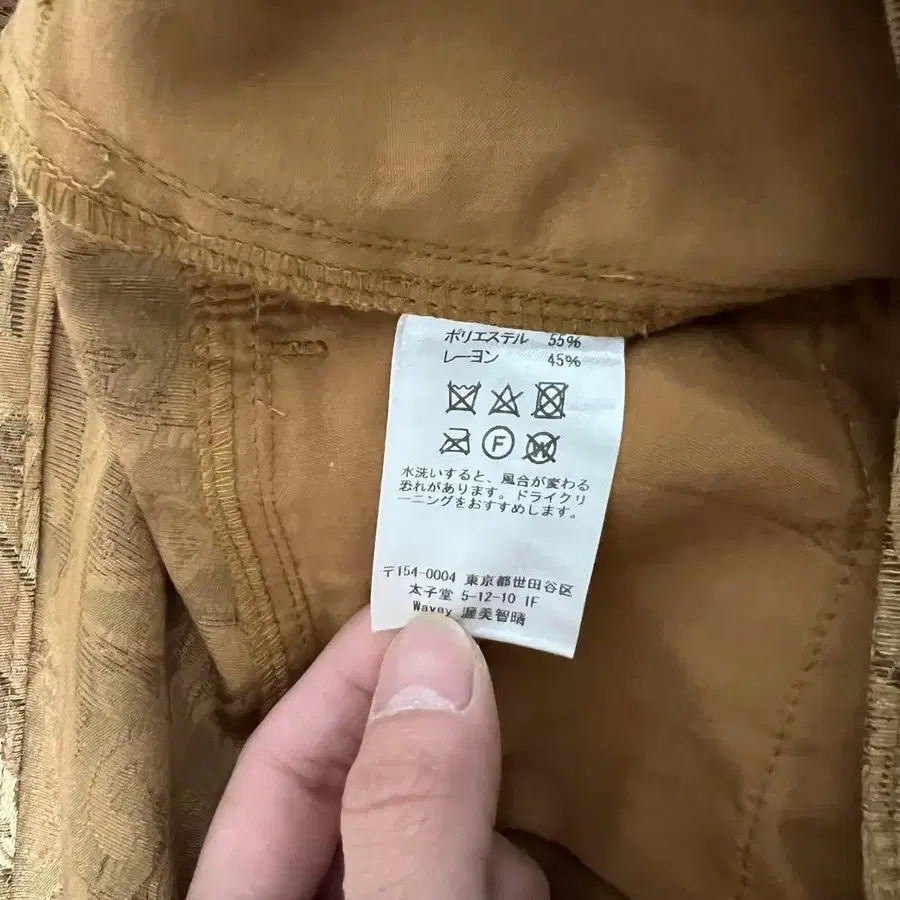 ポリエステル 55%
レーヨン 45%
F
W
水洗いすると、風合が変わる
恐れがあります。ドライクリ
ーニングをおすすめします。
〒154-0004 東京都世田谷区
太子堂 5-12-10 1F
Wavey 渥美智晴